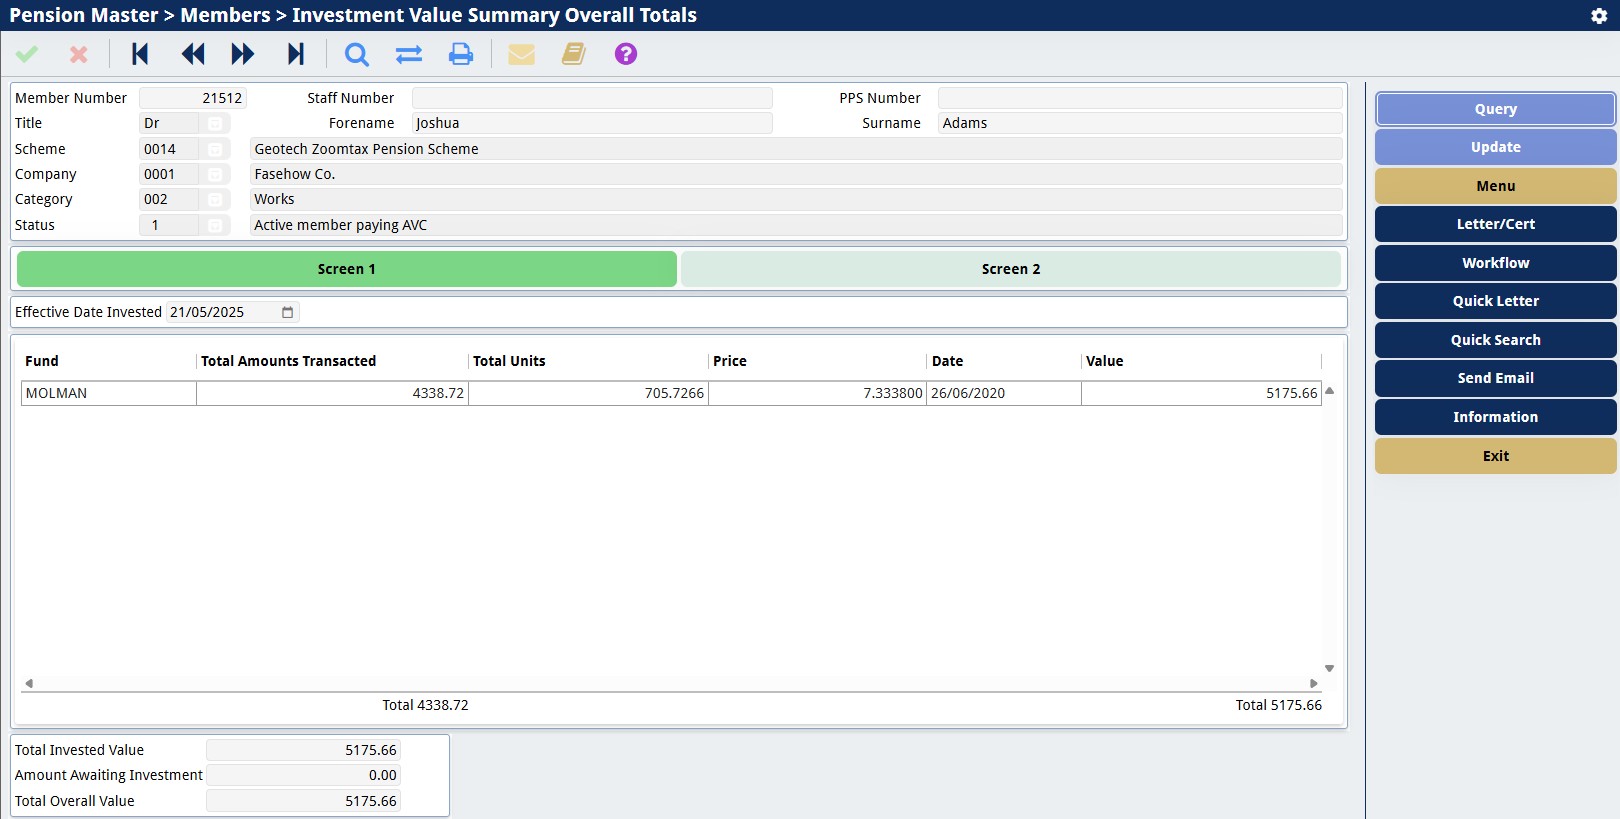 Pension Master > Members > Investment Value Summary Overall Totals
Member Number 21512 Staff Number PPS Number
Title Dr Forename Joshua Surname Adams
Scheme 0014 Geotech Zoomtax Pension Scheme
Company 0001 Fasehow Co.
Category 002 Works
Status 1 Active member paying AVC
Screen 1 Screen 2
Effective Date Invested 21/05/2025
Fund Total Amounts Transacted Total Units Price Date Value
MOLMAN 4338.72 705.7266 7.333800 26/06/2020 5175.66
Total 4338.72 Total 5175.66
Total Invested Value 5175.66
Amount Awaiting Investment 0.00
Total Overall Value 5175.66
Query
Update
Menu
Letter/Cert
Workflow
Quick Letter
Quick Search
Send Email
Information
Exit